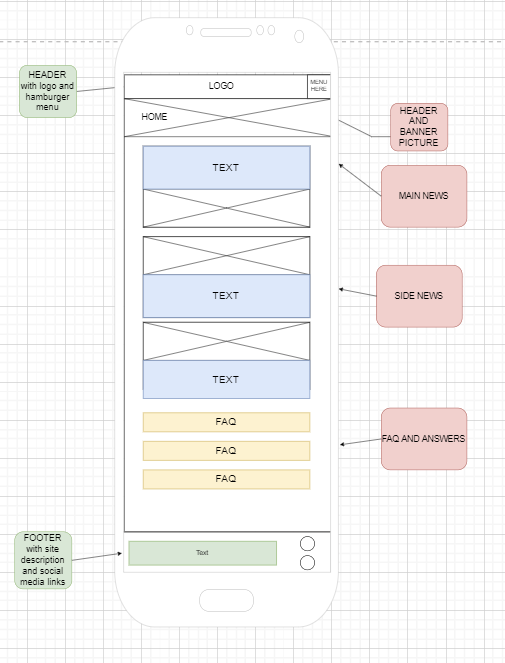 HEADER
with logo and
hamburger
menu
LOGO
MENU
HERE
HOME
HEADER
AND
BANNER
PICTURE
TEXT
MAIN NEWS
TEXT
SIDE NEWS
TEXT
FAQ
FAQ
FAQ
FAQ AND ANSWERS
FOOTER
with site
description
and social
media links
Text